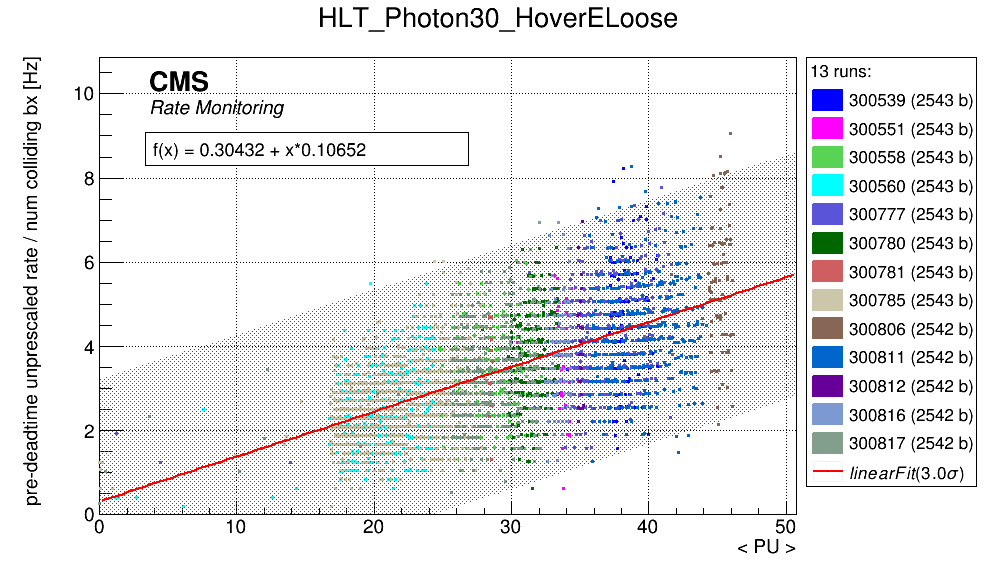 HLT_Photon30_HoverELoose
pre-deadtime unprescaled rate / num colliding bx [Hz]
CMS
Rate Monitoring
f(x) = 0.30432 + x*0.10652
10
8
6
4
2
0
0 10 20 30 40 50
< PU >
13 runs:
300539 (2543 b)
300551 (2543 b)
300558 (2543 b)
300560 (2543 b)
300777 (2543 b)
300780 (2543 b)
300781 (2543 b)
300785 (2543 b)
300806 (2542 b)
300811 (2542 b)
300812 (2542 b)
300816 (2542 b)
300817 (2542 b)
linearFit(3.0σ)